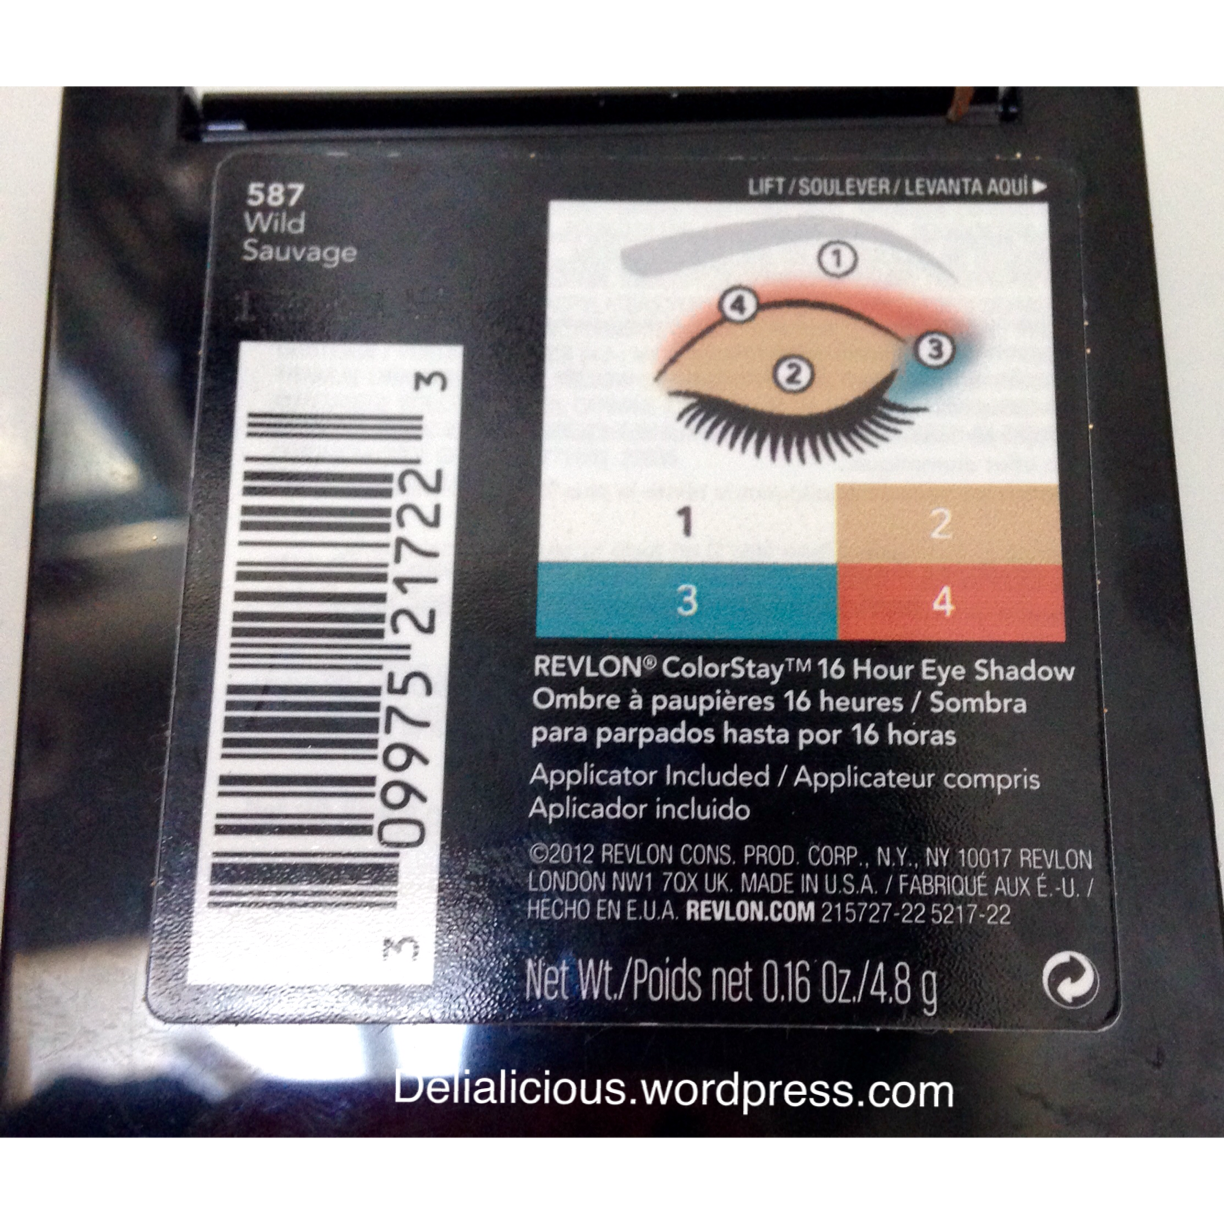 587
Wild
Sauvage
LIFT / SOULEVER / LEVANTA AQUÍ
1
4
3
2
1
2
3
4
3 09975 21722 3
REVLON® ColorStay™ 16 Hour Eye Shadow
Ombre à paupières 16 heures / Sombra
para parpados hasta por 16 horas
Applicator Included / Applicateur compris
Aplicador incluido
©2012 REVLON CONS. PROD. CORP., N.Y., NY 10017 REVLON
LONDON NW1 7QX UK. MADE IN U.S.A. / FABRIQUÉ AUX É.-U. /
HECHO EN E.U.A. REVLON.COM 215727-22 5217-22
Net Wt./Poids net 0.16 Oz./4.8 g
Delialicious.wordpress.com